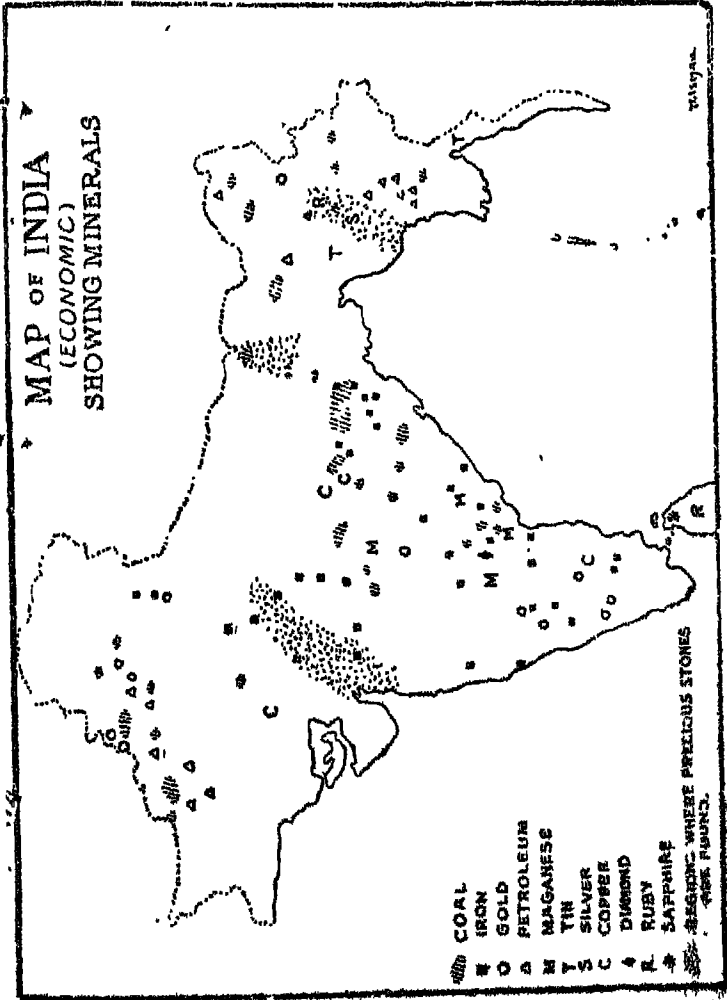 MAP OF INDIA
(ECONOMIC)
SHOWING MINERALS
COAL
IRON
GOLD
PETROLEUM
MAGANESE
TIN
SILVER
COPPER
DIAMOND
RUBY
SAPPHIRE
REGIONS WHERE PRECIOUS STONES
ARE FOUND.
M
T
S
C
R
R
S
T
T
C
C
C
C
M
M
M
M
R